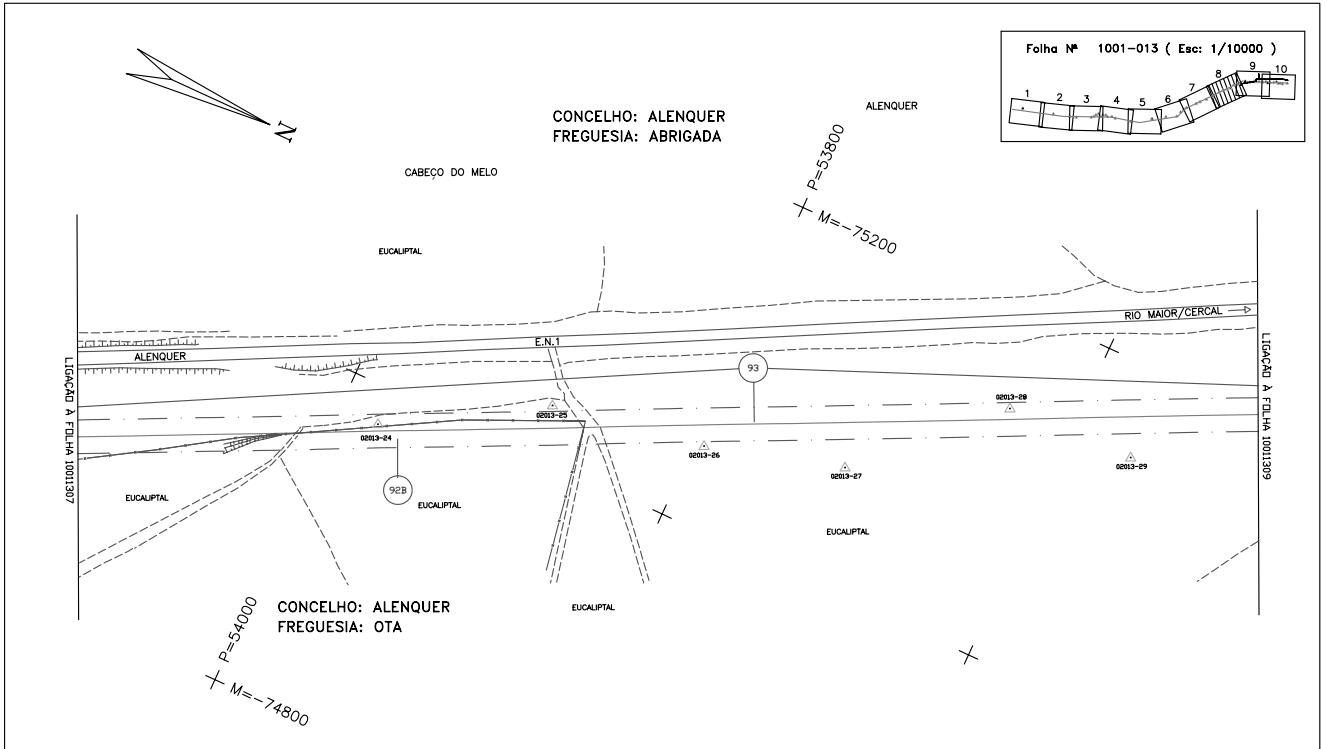 Folha Nª 1001-013 ( Esc: 1/10000 )
1 2 3 4 5 6 7 8 9 10
N
CONCELHO: ALENQUER
FREGUESIA: ABRIGADA
ALENQUER
CABEÇO DO MELO
P=53800
M=-75200
EUCALIPTAL
RIO MAIOR/CERCAL
E.N.1
ALENQUER
LIGAÇÃO À FOLHA 10011307
LIGAÇÃO À FOLHA 10011309
93
02013-28
02013-25
02013-24
02013-26
02013-29
02013-27
92B
EUCALIPTAL
EUCALIPTAL
EUCALIPTAL
EUCALIPTAL
CONCELHO: ALENQUER
FREGUESIA: OTA
P=54000
M=-74800